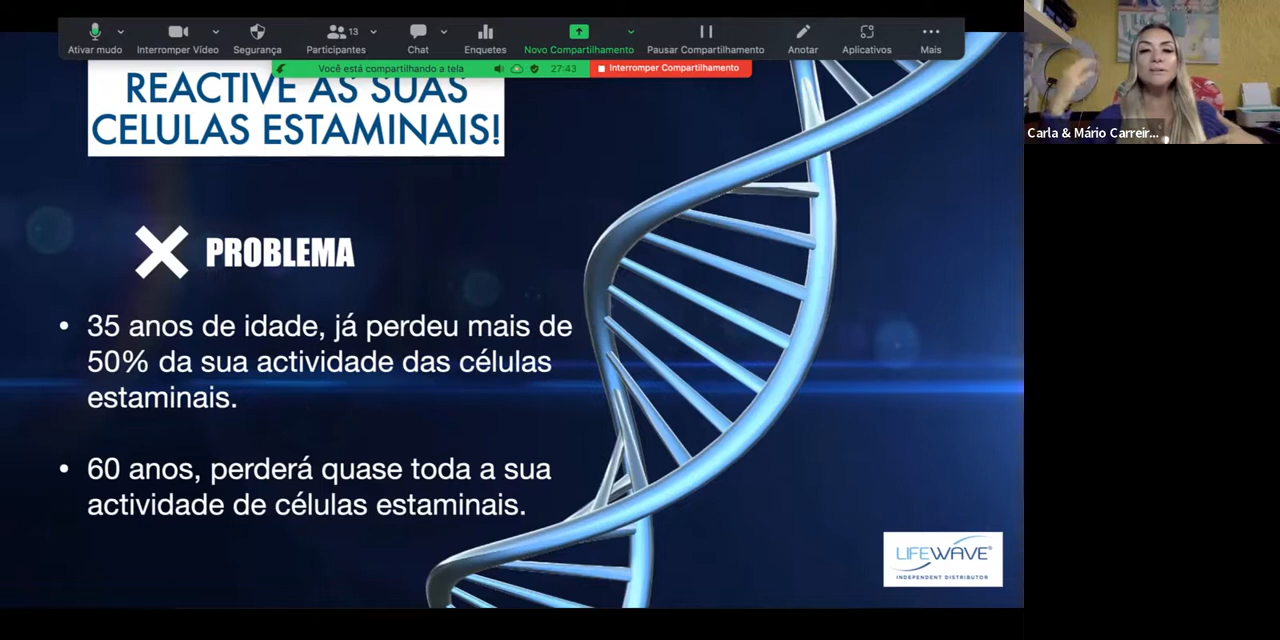 13
Ativar mudo
Interromper Vídeo
Segurança
Participantes
Chat
Enquetes
Novo Compartilhamento
Pausar Compartilhamento
Anotar
Aplicativos
Mais
Você está compartilhando a tela
27:43
Interromper Compartilhamento
Carla & Mário Carreir...
REACTIVE AS SUAS
CELULAS ESTAMINAIS!
PROBLEMA
• 35 anos de idade, já perdeu mais de
50% da sua actividade das células
estaminais.
• 60 anos, perderá quase toda a sua
actividade de células estaminais.
LIFEWAVE®
INDEPENDENT DISTRIBUTOR